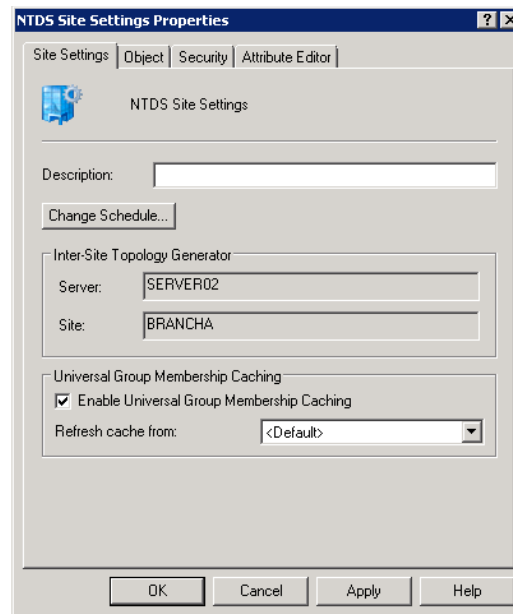 NTDS Site Settings Properties
Site Settings Object Security Attribute Editor
NTDS Site Settings
Description:
Change Schedule...
Inter-Site Topology Generator
Server: SERVER02
Site: BRANCHA
Universal Group Membership Caching
Enable Universal Group Membership Caching
Refresh cache from: <Default>
OK Cancel Apply Help